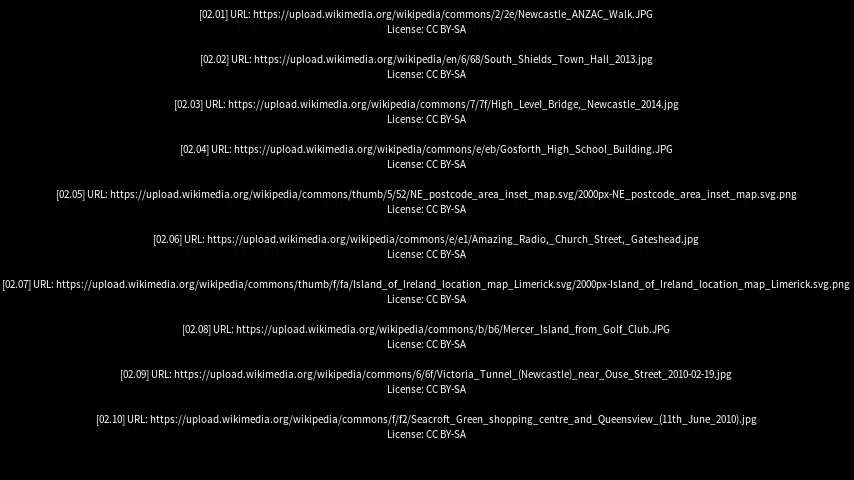 [02.01] URL: https://upload.wikimedia.org/wikipedia/commons/2/2e/Newcastle_ANZAC_Walk.JPG
License: CC BY-SA
[02.02] URL: https://upload.wikimedia.org/wikipedia/en/6/68/South_Shields_Town_Hall_2013.jpg
License: CC BY-SA
[02.03] URL: https://upload.wikimedia.org/wikipedia/commons/7/7f/High_Level_Bridge,_Newcastle_2014.jpg
License: CC BY-SA
[02.04] URL: https://upload.wikimedia.org/wikipedia/commons/e/eb/Gosforth_High_School_Building.JPG
License: CC BY-SA
[02.05] URL: https://upload.wikimedia.org/wikipedia/commons/thumb/5/52/NE_postcode_area_inset_map.svg/2000px-NE_postcode_area_inset_map.svg.png
License: CC BY-SA
[02.06] URL: https://upload.wikimedia.org/wikipedia/commons/e/e1/Amazing_Radio,_Church_Street,_Gateshead.jpg
License: CC BY-SA
[02.07] URL: https://upload.wikimedia.org/wikipedia/commons/thumb/f/fa/Island_of_Ireland_location_map_Limerick.svg/2000px-Island_of_Ireland_location_map_Limerick.svg.png
License: CC BY-SA
[02.08] URL: https://upload.wikimedia.org/wikipedia/commons/b/b6/Mercer_Island_from_Golf_Club.JPG
License: CC BY-SA
[02.09] URL: https://upload.wikimedia.org/wikipedia/commons/6/6f/Victoria_Tunnel_(Newcastle)_near_Ouse_Street_2010-02-19.jpg
License: CC BY-SA
[02.10] URL: https://upload.wikimedia.org/wikipedia/commons/f/f2/Seacroft_Green_shopping_centre_and_Queensview_(11th_June_2010).jpg
License: CC BY-SA